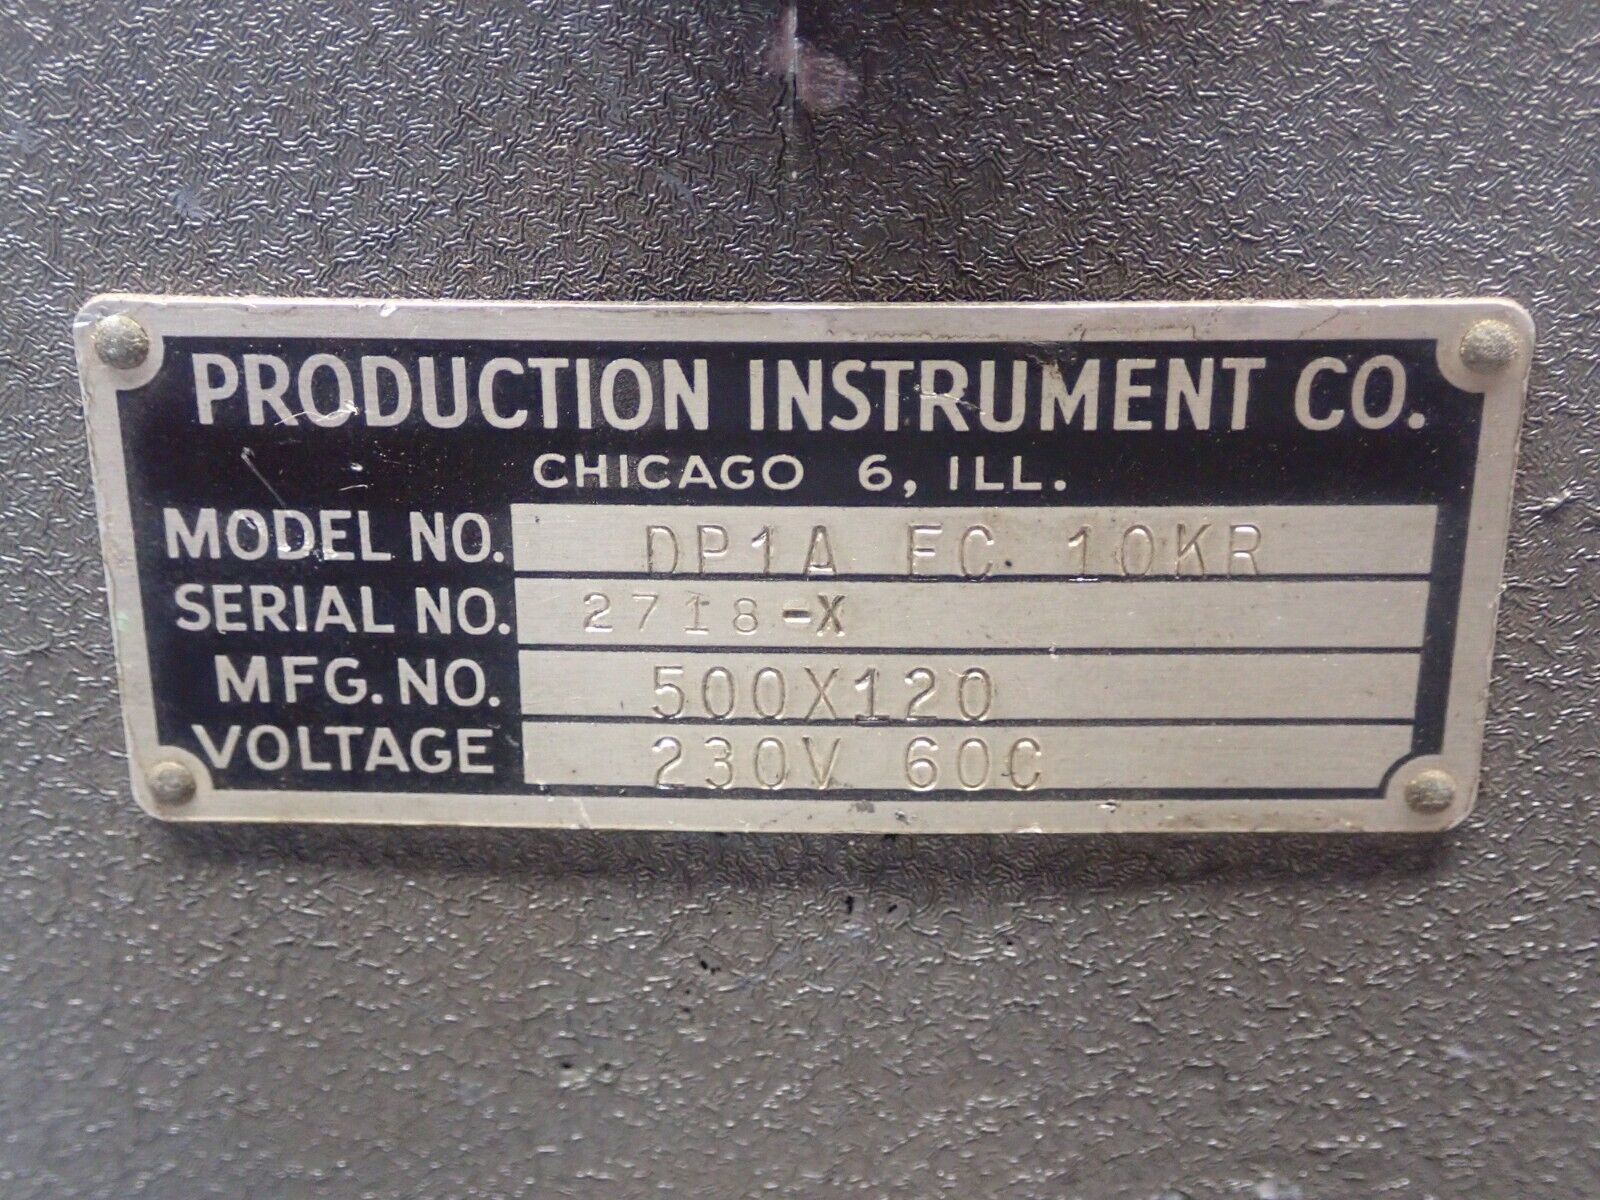 PRODUCTION INSTRUMENT CO.
CHICAGO 6, ILL.
MODEL NO. DP1A FC 10KR
SERIAL NO. 2718-X
MFG. NO. 500X120
VOLTAGE 230V 60C